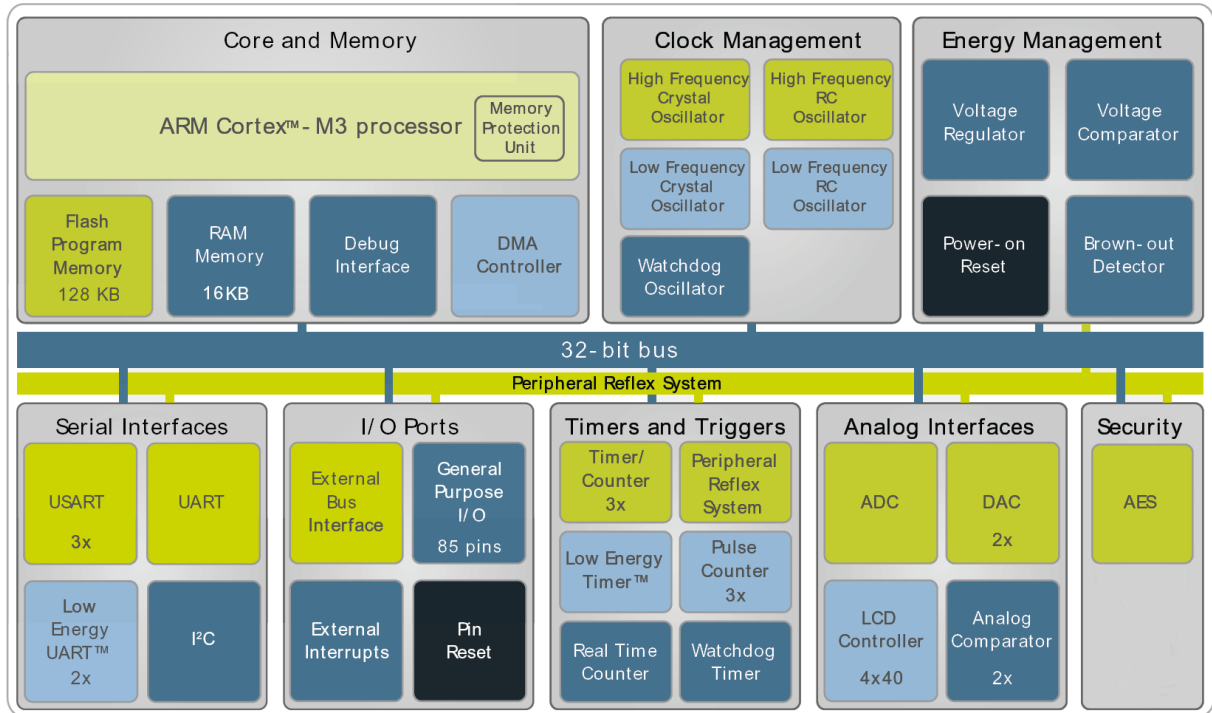 Core and Memory
ARM Cortex™- M3 processor
Memory
Protection
Unit
Flash
Program
Memory
128 KB
RAM
Memory
16KB
Debug
Interface
DMA
Controller
Clock Management
High Frequency
Crystal
Oscillator
High Frequency
RC
Oscillator
Low Frequency
Crystal
Oscillator
Low Frequency
RC
Oscillator
Watchdog
Oscillator
Energy Management
Voltage
Regulator
Voltage
Comparator
Power- on
Reset
Brown- out
Detector
32- bit bus
Peripheral Reflex System
Serial Interfaces
USART
3x
UART
Low
Energy
UART™
2x
I²C
I/O Ports
External
Bus
Interface
General
Purpose
I/O
85 pins
External
Interrupts
Pin
Reset
Timers and Triggers
Timer/
Counter
3x
Peripheral
Reflex
System
Low Energy
Timer™
Pulse
Counter
3x
Real Time
Counter
Watchdog
Timer
Analog Interfaces
ADC
DAC
2x
LCD
Controller
4x40
Analog
Comparator
2x
Security
AES